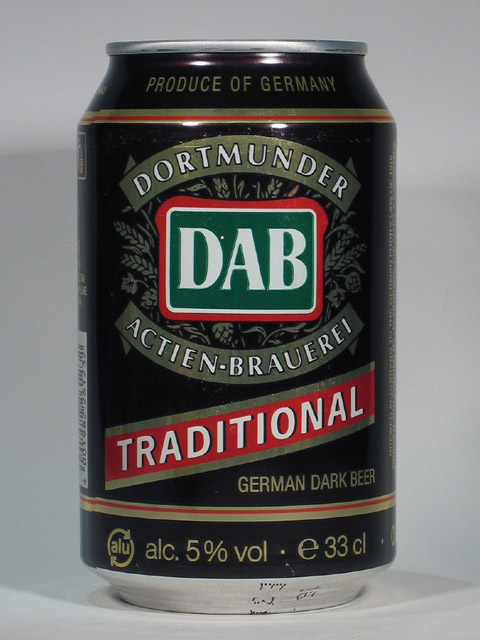 PRODUCE OF GERMANY
DORTMUNDER
DAB
ACTIEN-BRAUEREI
TRADITIONAL
GERMAN DARK BEER
alu alc. 5% vol · e 33 cl ·